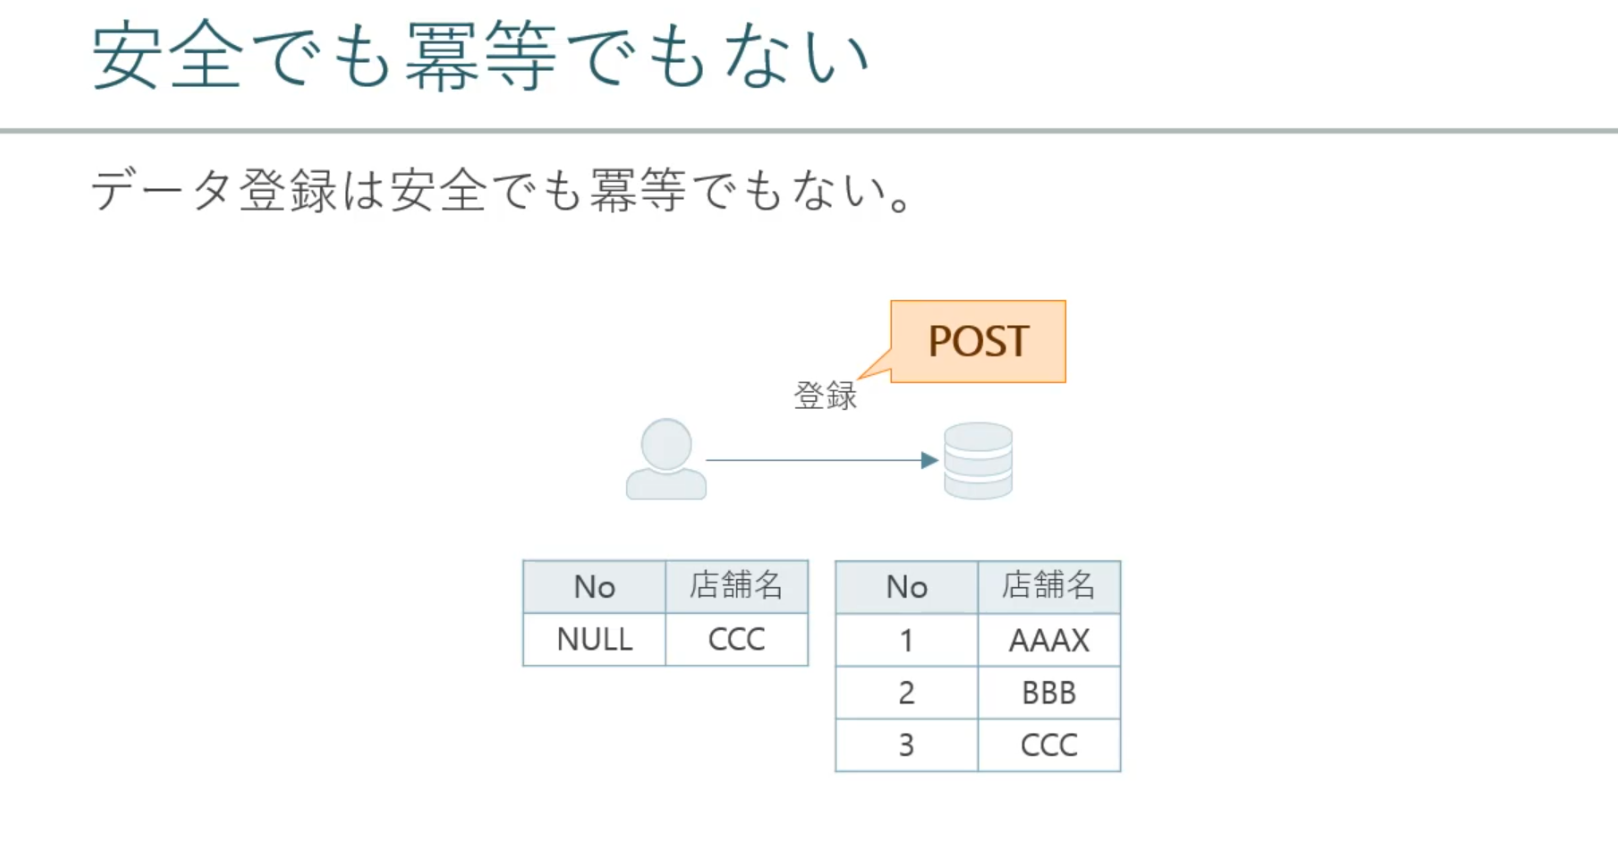 安全でも冪等でもない
データ登録は安全でも冪等でもない。
POST
登録
No 店舗名
NULL CCC
No 店舗名
1 AAAX
2 BBB
3 CCC